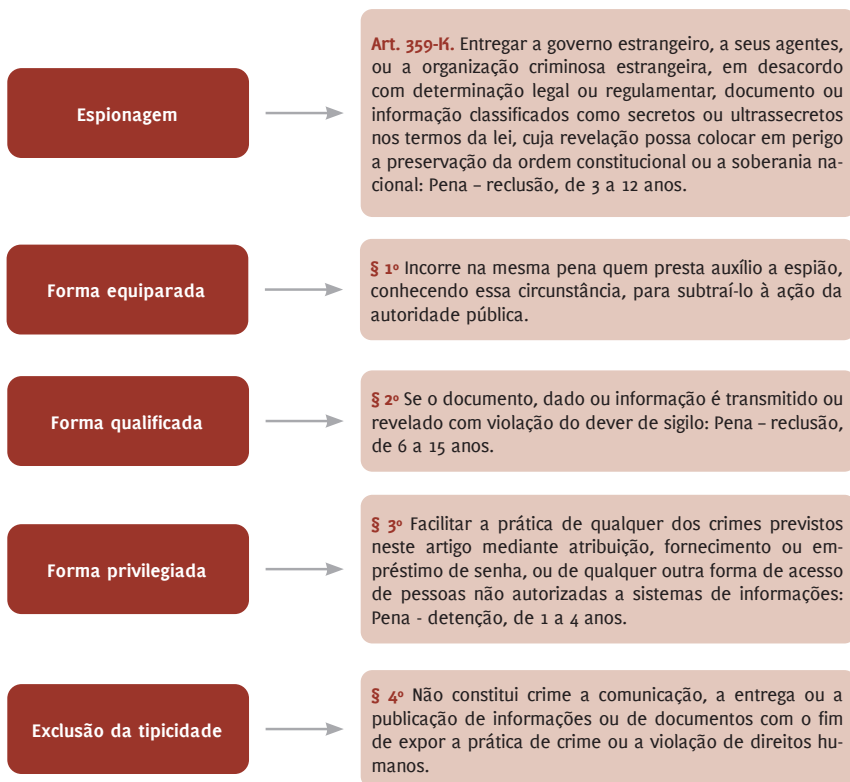 Espionagem
Art. 359-K. Entregar a governo estrangeiro, a seus agentes,
ou a organização criminosa estrangeira, em desacordo
com determinação legal ou regulamentar, documento ou
informação classificados como secretos ou ultrassecretos
nos termos da lei, cuja revelação possa colocar em perigo
a preservação da ordem constitucional ou a soberania na-
cional: Pena – reclusão, de 3 a 12 anos.
Forma equiparada
§ 1º Incorre na mesma pena quem presta auxílio a espião,
conhecendo essa circunstância, para subtraí-lo à ação da
autoridade pública.
Forma qualificada
§ 2º Se o documento, dado ou informação é transmitido ou
revelado com violação do dever de sigilo: Pena – reclusão,
de 6 a 15 anos.
Forma privilegiada
§ 3º Facilitar a prática de qualquer dos crimes previstos
neste artigo mediante atribuição, fornecimento ou em-
préstimo de senha, ou de qualquer outra forma de acesso
de pessoas não autorizadas a sistemas de informações:
Pena - detenção, de 1 a 4 anos.
Exclusão da tipicidade
§ 4º Não constitui crime a comunicação, a entrega ou a
publicação de informações ou de documentos com o fim
de expor a prática de crime ou a violação de direitos hu-
manos.